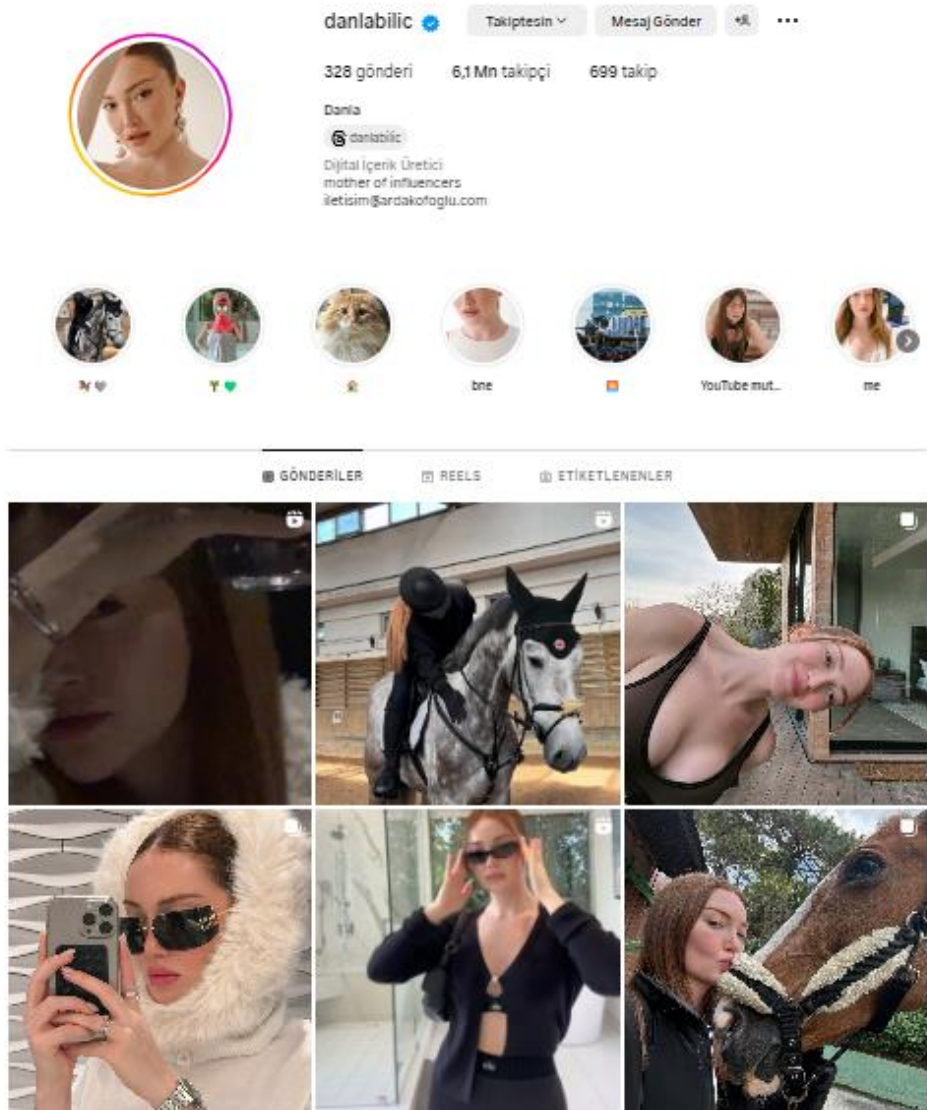 danlabilic
Takiptesin
Mesaj Gönder
328 gönderi 6,1 Mn takipçi 699 takip
Danla
danlabilic
Dijital İçerik Üretici
mother of influencers
iletisim@ardakofoglu.com
bne
YouTube mut...
me
GÖNDERİLER
REELS
ETİKETLENENLER